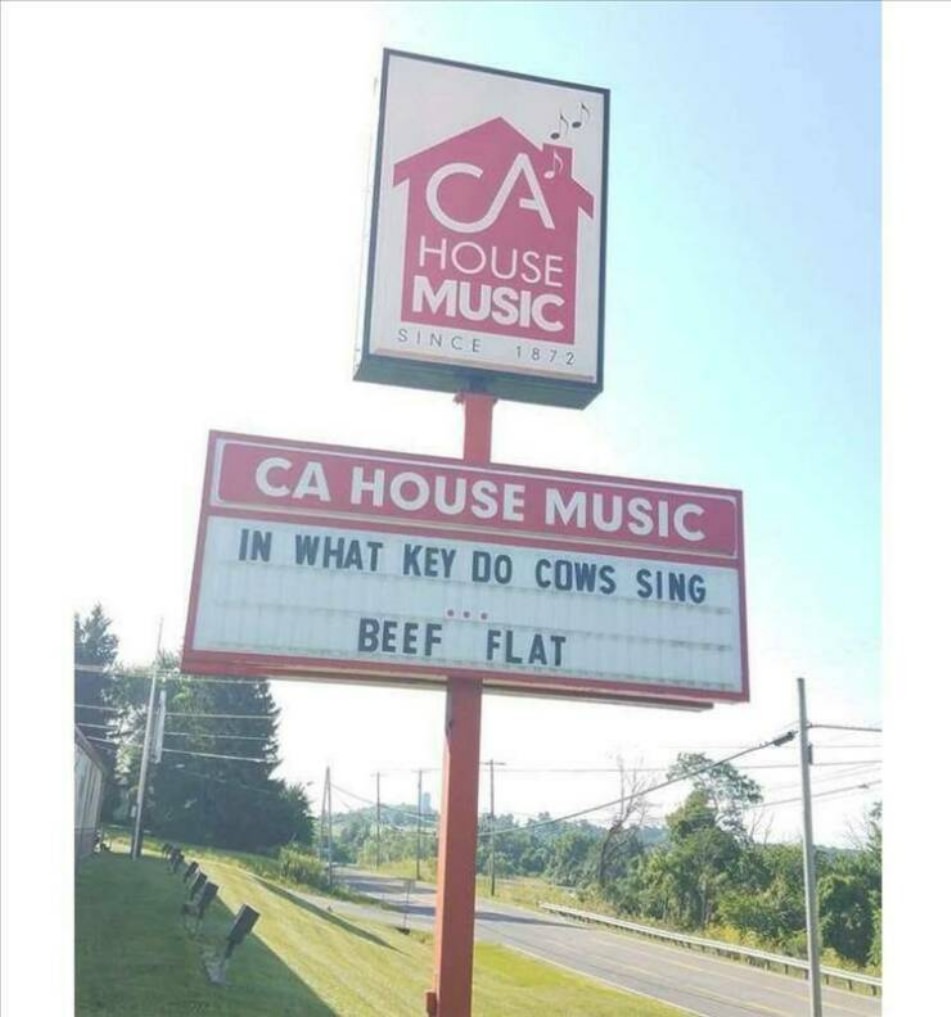 CA
HOUSE
MUSIC
SINCE 1872
CA HOUSE MUSIC
IN WHAT KEY DO COWS SING
...
BEEF FLAT